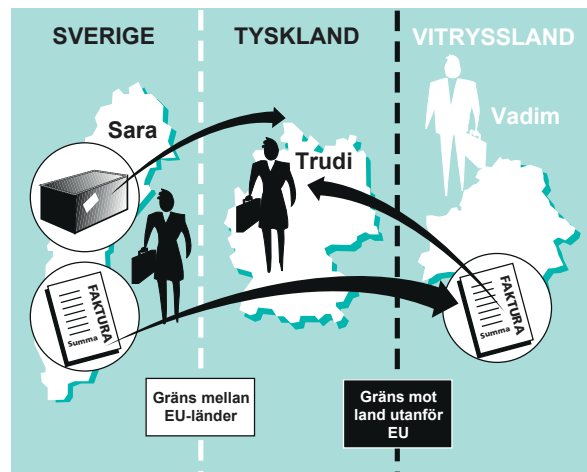 SVERIGE
TYSKLAND
VITRYSSLAND
Sara
Trudi
Vadim
FAKTURA
Summa
FAKTURA
Summa
Gräns mellan
EU-länder
Gräns mot
land utanför
EU